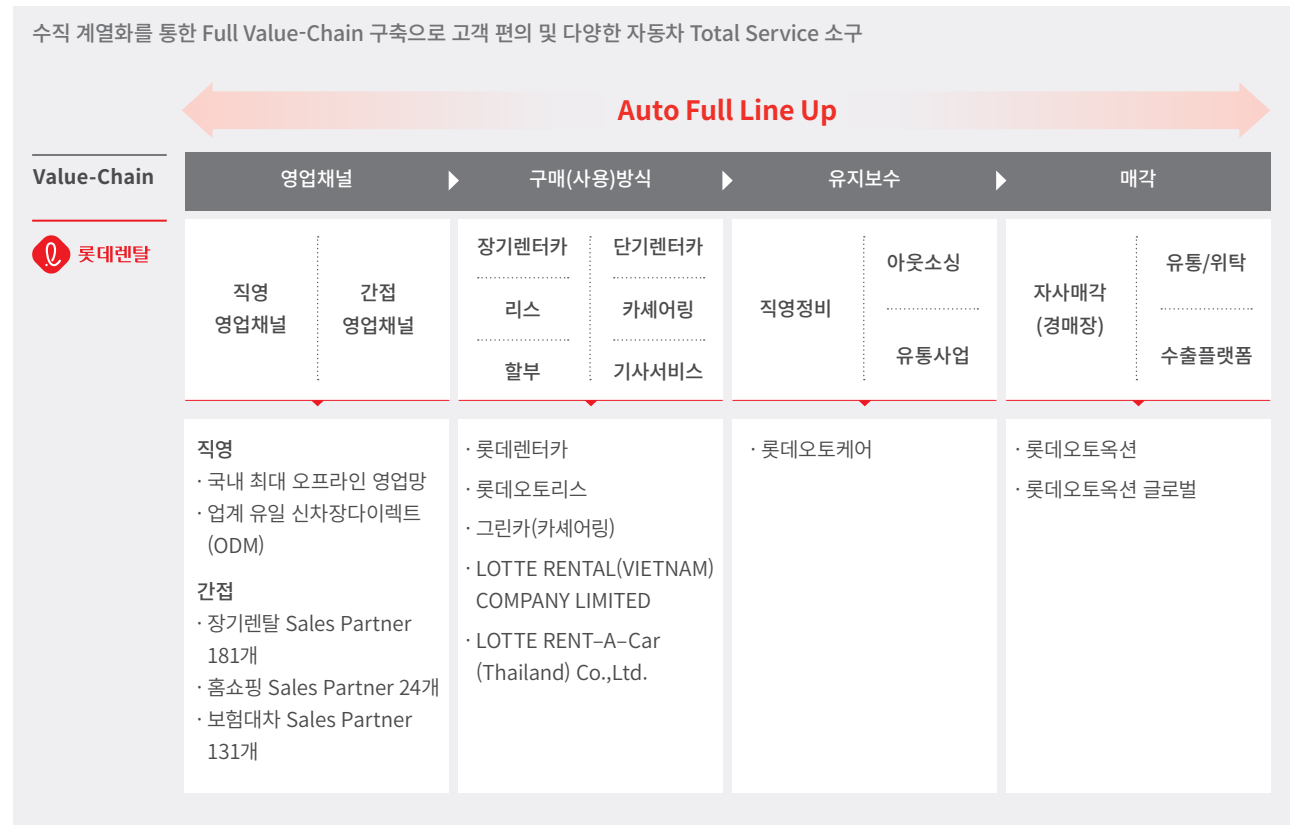 수직 계열화를 통한 Full Value-Chain 구축으로 고객 편의 및 다양한 자동차 Total Service 소구
Auto Full Line Up
Value-Chain
영업채널
구매(사용)방식
유지보수
매각
롯데렌탈
직영
영업채널
간접
영업채널
장기렌터카
단기렌터카
리스
카셰어링
할부
기사서비스
직영정비
아웃소싱
유통사업
자사매각
(경매장)
유통/위탁
수출플랫폼
직영
· 국내 최대 오프라인 영업망
· 업계 유일 신차장다이렉트
(ODM)
간접
· 장기렌탈 Sales Partner
181개
· 홈쇼핑 Sales Partner 24개
· 보험대차 Sales Partner
131개
· 롯데렌터카
· 롯데오토리스
· 그린카(카셰어링)
· LOTTE RENTAL(VIETNAM)
COMPANY LIMITED
· LOTTE RENT–A–Car
(Thailand) Co.,Ltd.
· 롯데오토케어
· 롯데오토옥션
· 롯데오토옥션 글로벌